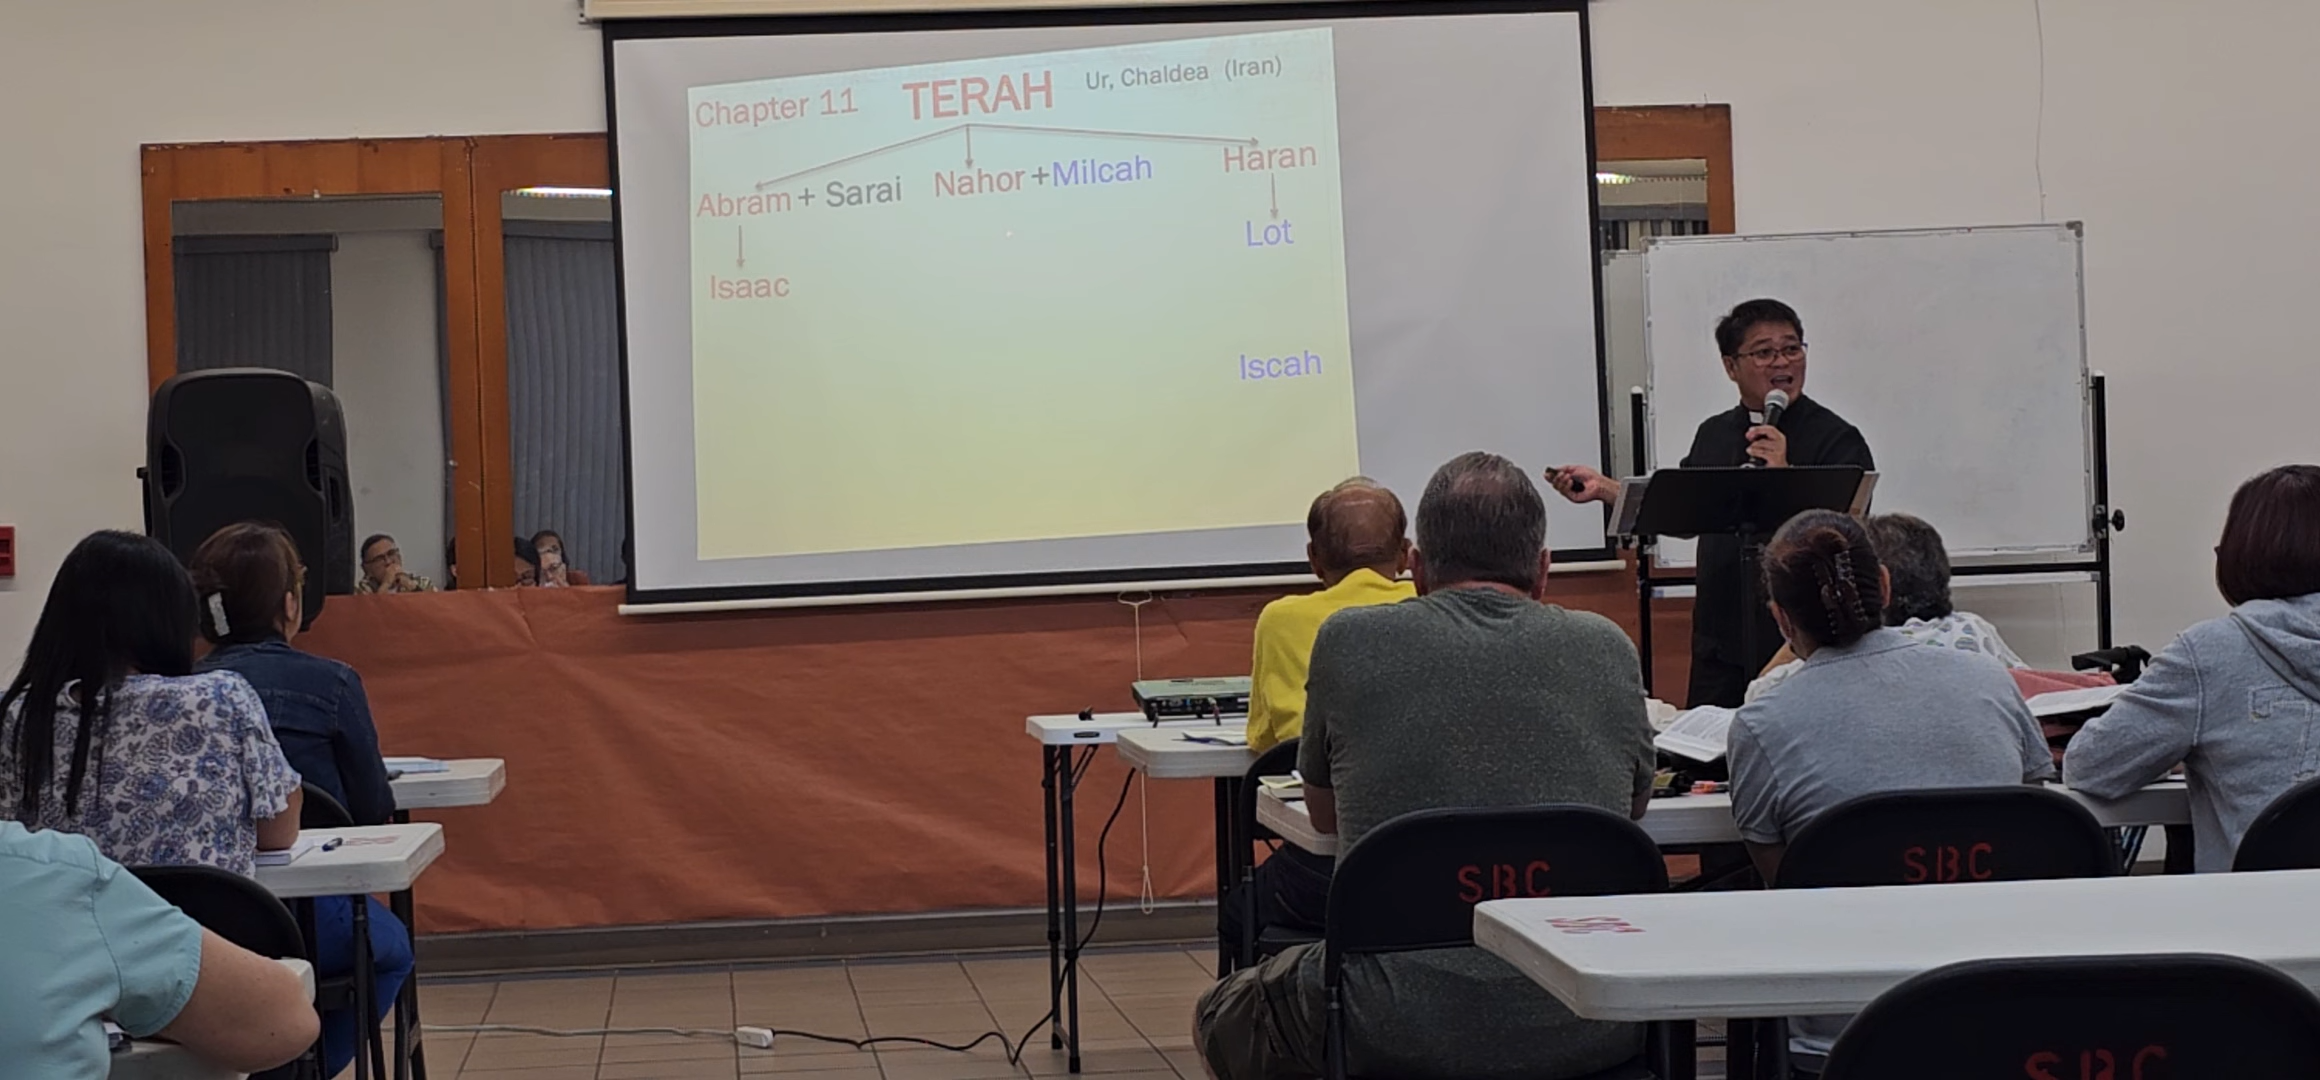 Chapter 11 TERAH Ur, Chaldea (Iran)
Abram + Sarai Nahor + Milcah Haran
Isaac Lot
Iscah
SBC
SBC
SBC
SBC